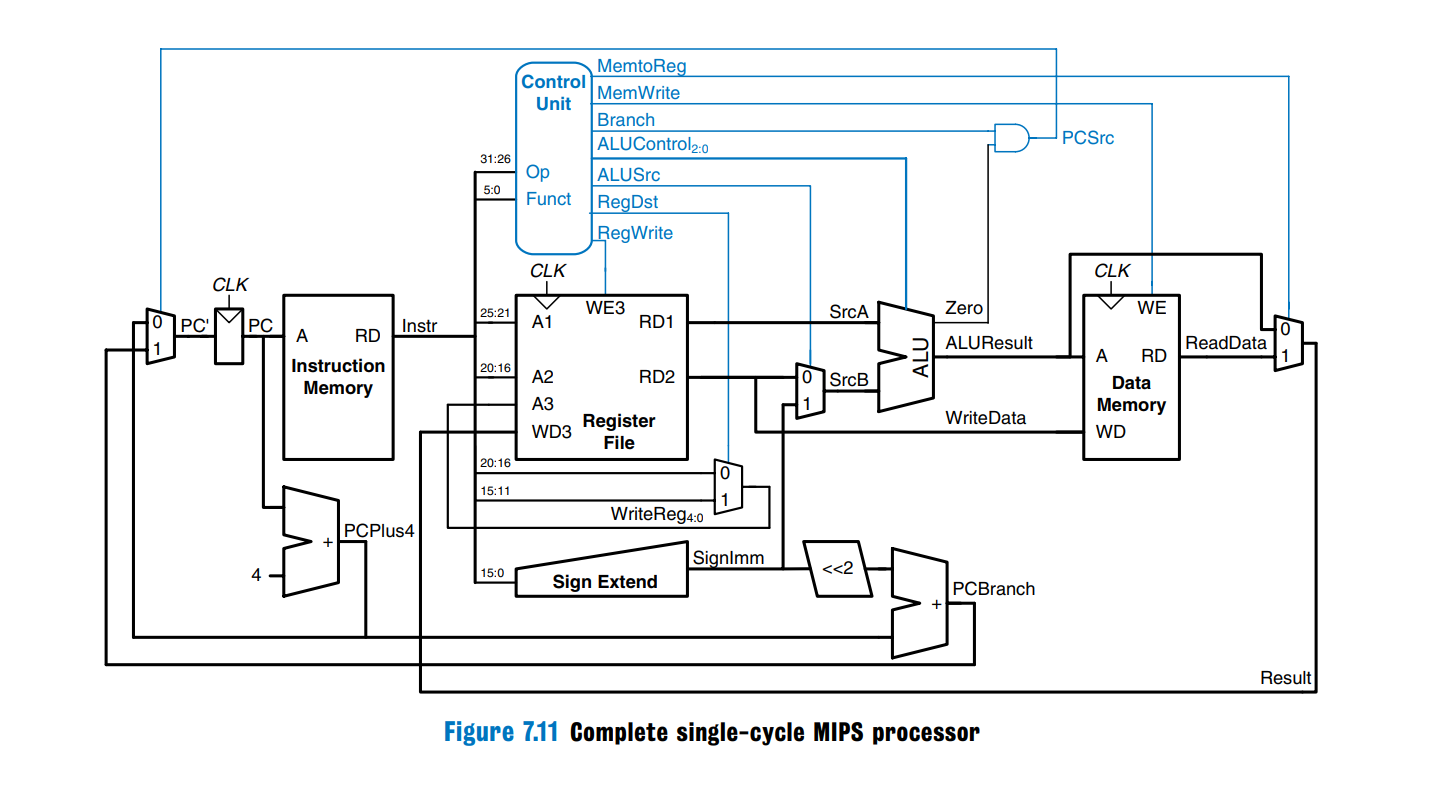 MemtoReg
Control
Unit
MemWrite
Branch
ALUControl2:0
PCSrc
31:26
Op
ALUSrc
5:0
Funct
RegDst
RegWrite
CLK
CLK
CLK
25:21
A1
WE3
RD1
SrcA
Zero
WE
0
PC'
PC
A
RD
Instr
0
1
Instruction
Memory
20:16
A2
RD2
0
SrcB
ALU
ALUResult
A
RD
ReadData
1
Data
Memory
A3
1
Register
File
WD3
WriteData
WD
20:16
0
15:11
1
WriteReg4:0
PCPlus4
+
4
SignImm
15:0
Sign Extend
<<2
+
PCBranch
Result
Figure 7.11 Complete single-cycle MIPS processor